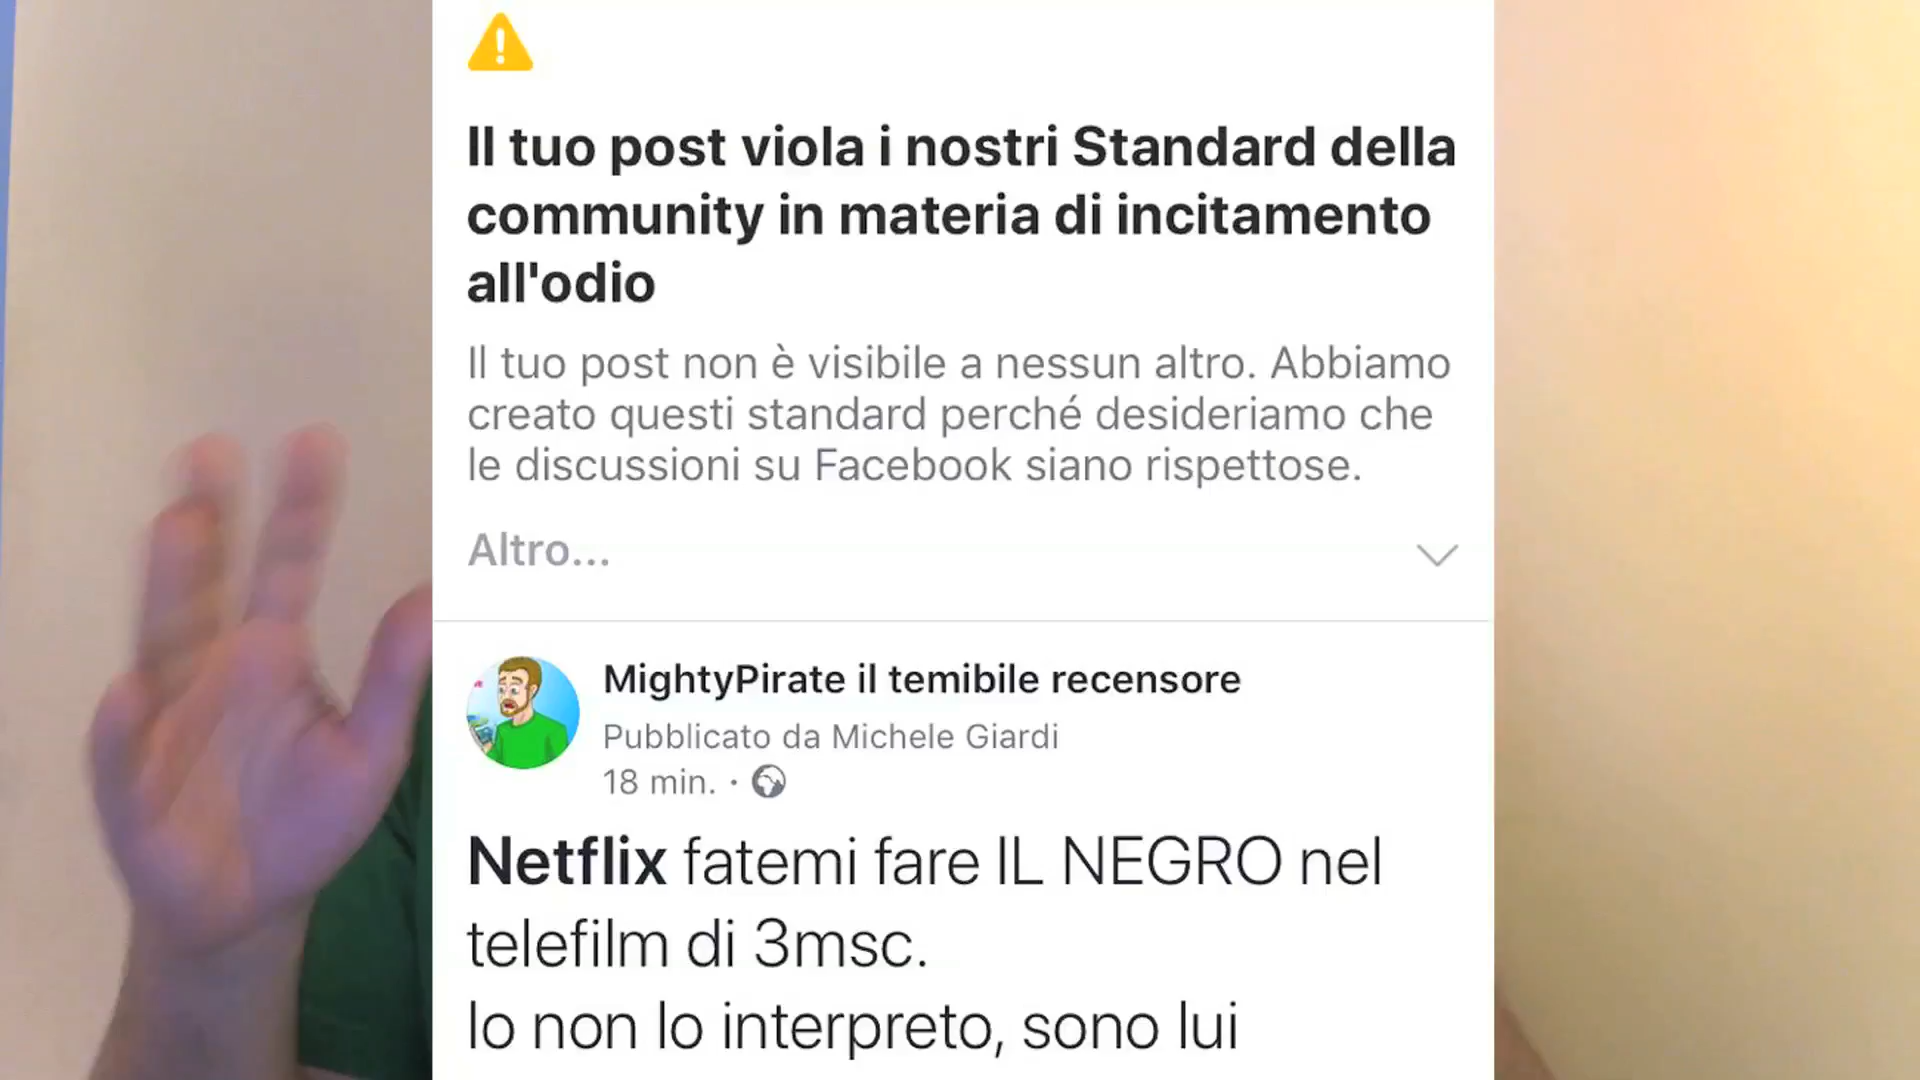 Il tuo post viola i nostri Standard della
community in materia di incitamento
all'odio
Il tuo post non è visibile a nessun altro. Abbiamo
creato questi standard perché desideriamo che
le discussioni su Facebook siano rispettose.
Altro...
MightyPirate il temibile recensore
Pubblicato da Michele Giardi
18 min. ·
Netflix fatemi fare IL NEGRO nel
telefilm di 3msc.
Io non lo interpreto, sono lui